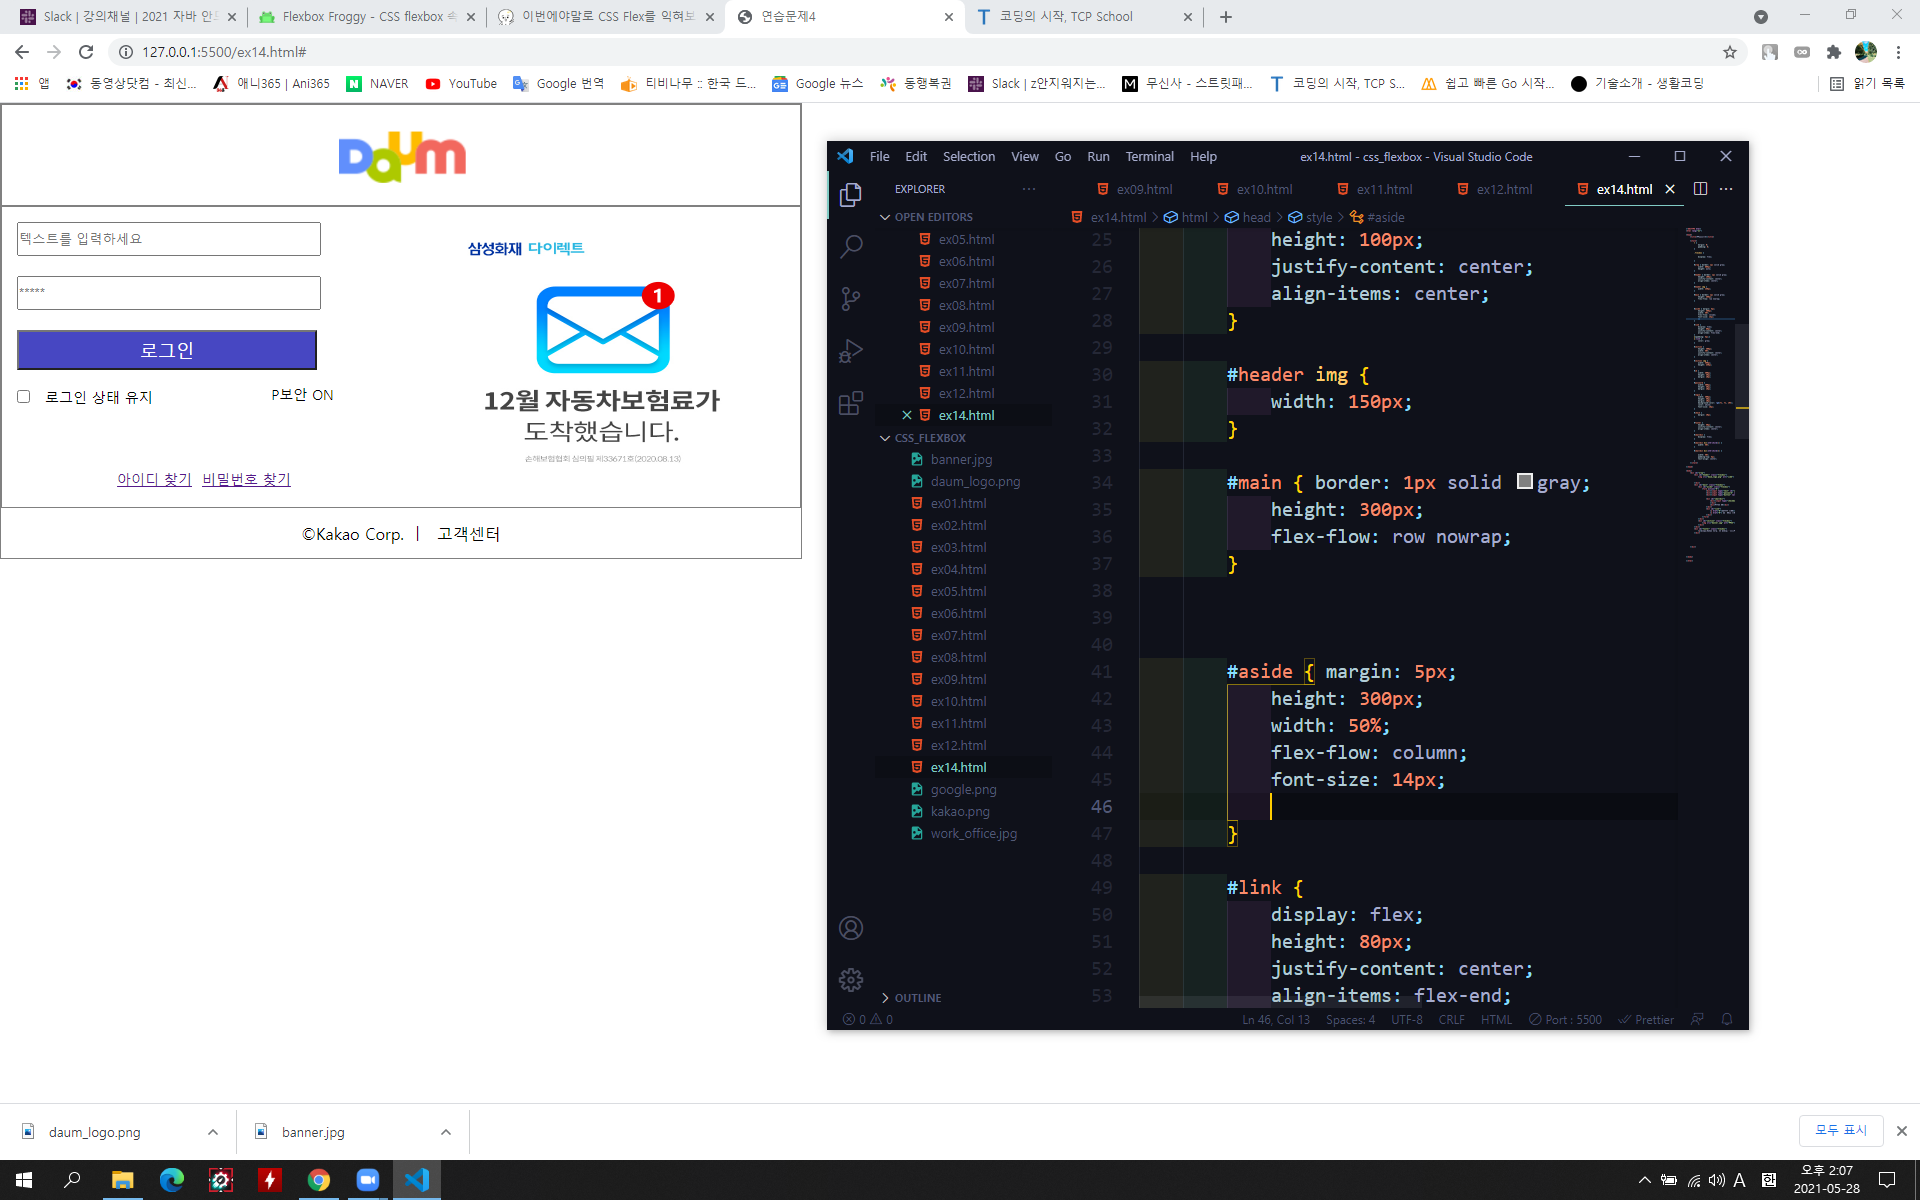 Slack | 강의채널 | 2021 자바 안드
Flexbox Froggy - CSS flexbox 속
이번에야말로 CSS Flex를 익혀보
연습문제4
코딩의 시작, TCP School
127.0.0.1:5500/ex14.html#
앱
동영상닷컴 - 최신...
애니365 | Ani365
NAVER
YouTube
Google 번역
티비나무 :: 한국 드...
Google 뉴스
동행복권
Slack | z안지워지는...
무신사 - 스트릿패...
코딩의 시작, TCP S...
쉽고 빠른 Go 시작...
기술소개 - 생활코딩
읽기 목록
Daum
텍스트를 입력하세요
*****
로그인
로그인 상태 유지
P보안 ON
아이디 찾기 비밀번호 찾기
삼성화재 다이렉트
1
12월 자동차보험료가
도착했습니다.
손해보험협회 심의필 제33671호(2020.08.13)
©Kakao Corp. | 고객센터
File Edit Selection View Go Run Terminal Help
ex14.html - css_flexbox - Visual Studio Code
EXPLORER
ex09.html
ex10.html
ex11.html
ex12.html
ex14.html
OPEN EDITORS
ex05.html
ex06.html
ex07.html
ex08.html
ex09.html
ex10.html
ex11.html
ex12.html
ex14.html
CSS_FLEXBOX
banner.jpg
daum_logo.png
ex01.html
ex02.html
ex03.html
ex04.html
ex05.html
ex06.html
ex07.html
ex08.html
ex09.html
ex10.html
ex11.html
ex12.html
ex14.html
google.png
kakao.png
work_office.jpg
OUTLINE
ex14.html > html > head > style > #aside
25 height: 100px;
26 justify-content: center;
27 align-items: center;
28 }
29
30 #header img {
31 width: 150px;
32 }
33
34 #main { border: 1px solid gray;
35 height: 300px;
36 flex-flow: row nowrap;
37 }
38
39
40
41 #aside { margin: 5px;
42 height: 300px;
43 width: 50%;
44 flex-flow: column;
45 font-size: 14px;
46
47 }
48
49 #link {
50 display: flex;
51 height: 80px;
52 justify-content: center;
53 align-items: flex-end;
0 0
Ln 46, Col 13
Spaces: 4
UTF-8
CRLF
HTML
Port : 5500
Prettier
daum_logo.png
banner.jpg
모두 표시
A
한
오후 2:07
2021-05-28